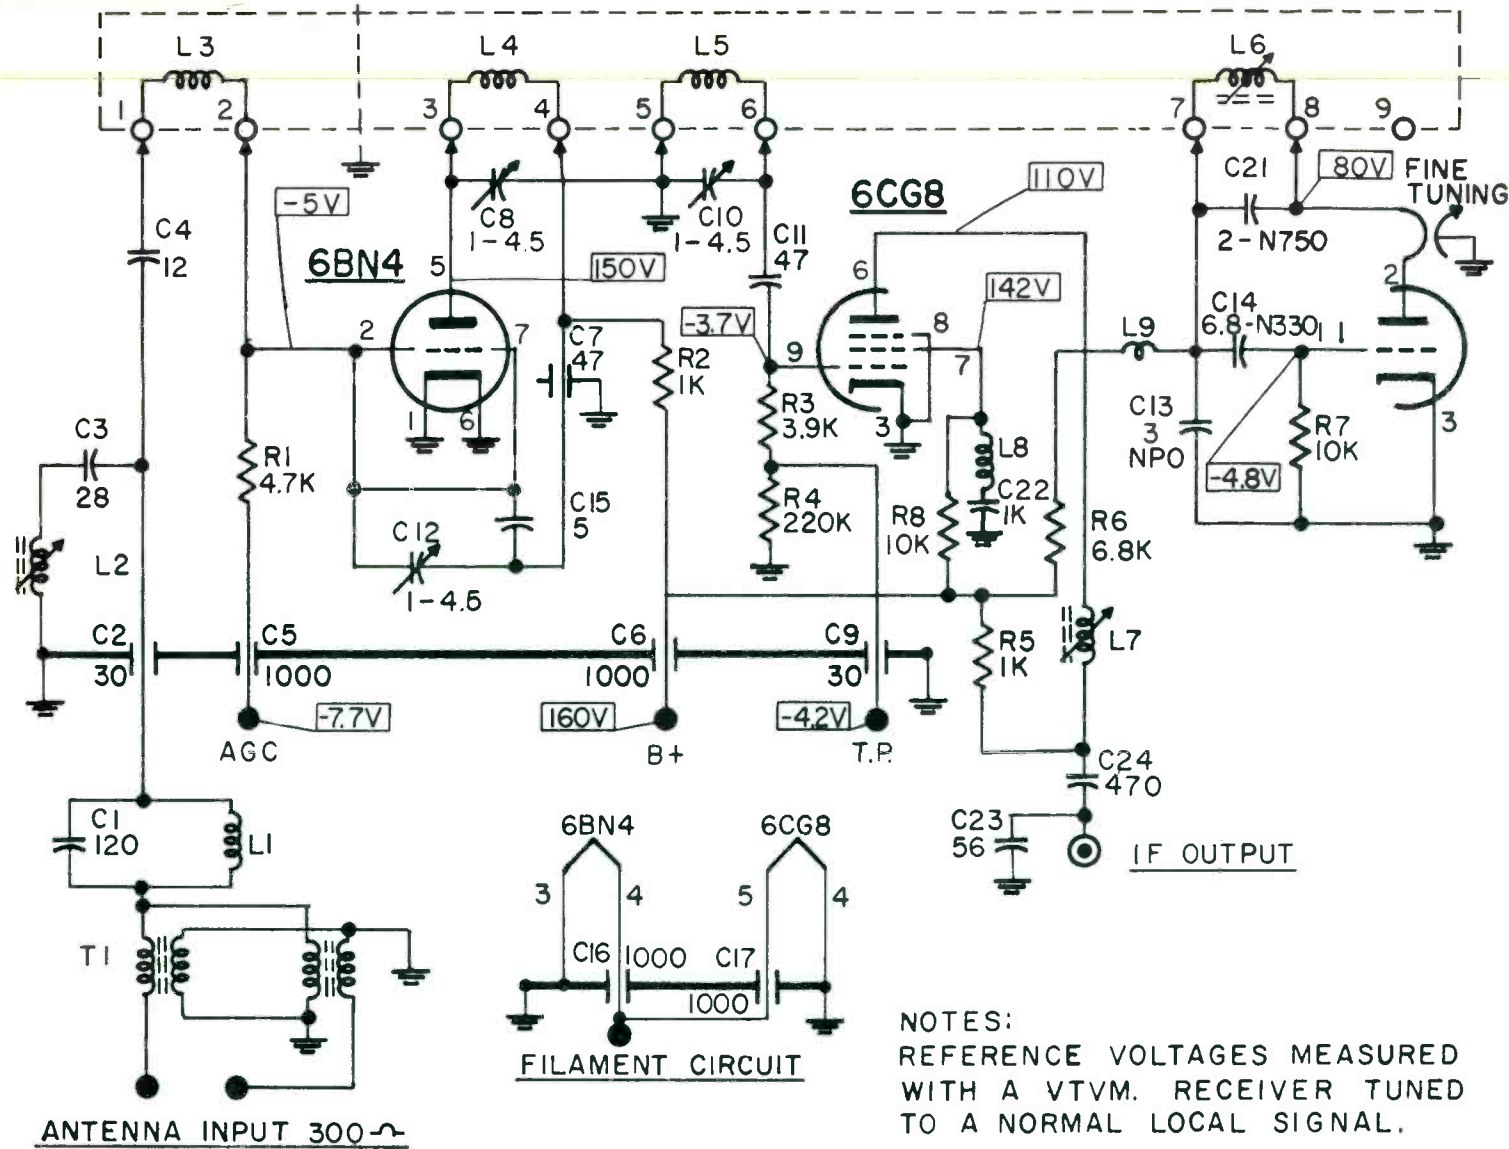 L3
L4
L5
L6
1
2
3
4
5
6
7
8
9
C4
12
-5V
6BN4
5
C8
1-4.5
C10
1-4.5
150V
C11
47
6CG8
110V
C21
2-N750
80V
FINE
TUNING
2
7
C7
47
R2
1K
-3.7V
9
6
8
142V
7
3
L9
C14
6.8-N330
1
1
2
3
C3
28
L2
R1
4.7K
1
6
C15
5
C12
1-4.5
R3
3.9K
R4
220K
L8
C22
1K
R8
10K
R6
6.8K
C13
3
NPO
-4.8V
R7
10K
C2
30
C5
1000
C6
1000
C9
30
R5
1K
L7
-7.7V
AGC
160V
B+
-4.2V
T.P.
C24
470
C1
120
L1
6BN4
6CG8
C23
56
IF OUTPUT
3
4
5
4
T1
C16
1000
C17
1000
FILAMENT CIRCUIT
ANTENNA INPUT 300Ω
NOTES:
REFERENCE VOLTAGES MEASURED
WITH A VTVM. RECEIVER TUNED
TO A NORMAL LOCAL SIGNAL.